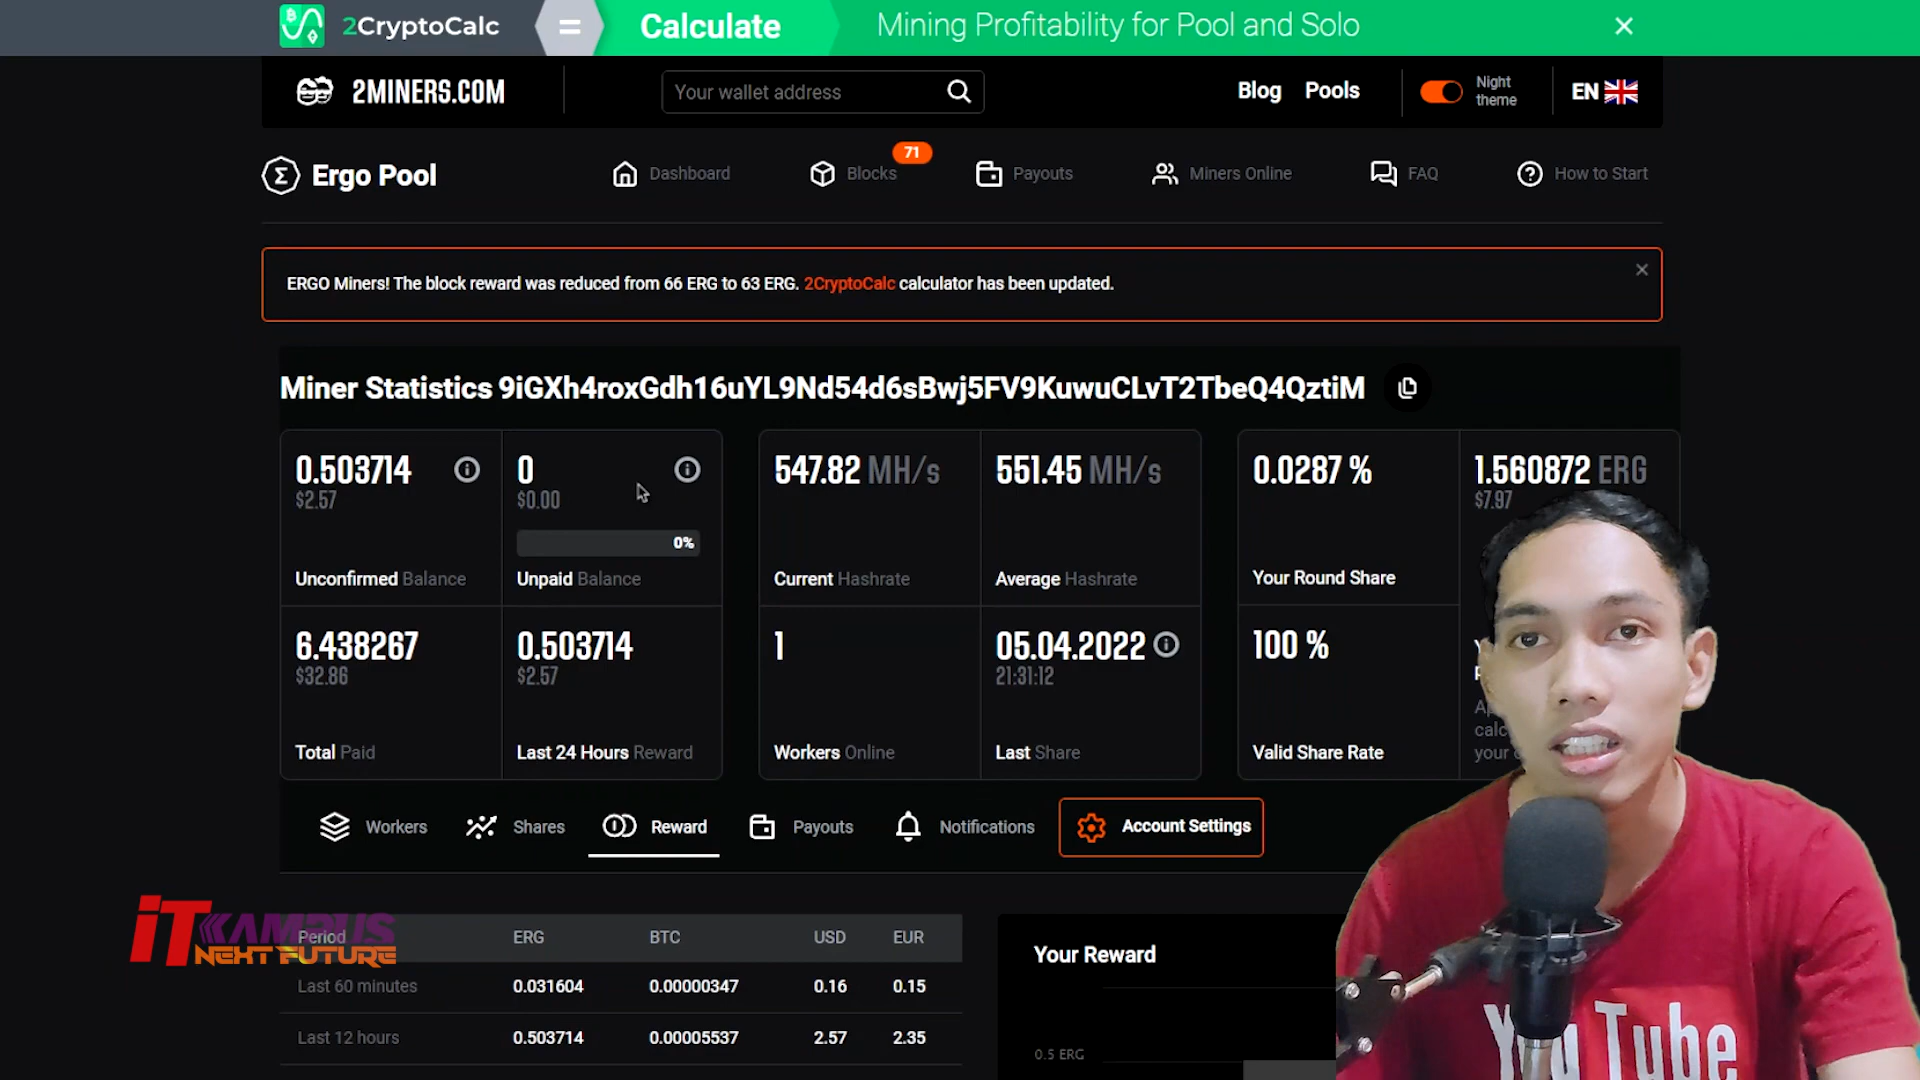 2CryptoCalc
=
Calculate
Mining Profitability for Pool and Solo
2MINERS.COM
Your wallet address
Blog
Pools
Night theme
EN
Ergo Pool
Dashboard
Blocks
71
Payouts
Miners Online
FAQ
How to Start
ERGO Miners! The block reward was reduced from 66 ERG to 63 ERG. 2CryptoCalc calculator has been updated.
Miner Statistics 9iGXh4roxGdh16uYL9Nd54d6sBwj5FV9KuwuCLvT2TbeQ4QztiM
0.503714
$2.57
Unconfirmed Balance
0
$0.00
0%
Unpaid Balance
547.82 MH/s
Current Hashrate
551.45 MH/s
Average Hashrate
0.0287 %
Your Round Share
1.560872 ERG
$7.97
6.438267
$32.86
Total Paid
0.503714
$2.57
Last 24 Hours Reward
1
Workers Online
05.04.2022
21:31:12
Last Share
100 %
Valid Share Rate
Workers
Shares
Reward
Payouts
Notifications
Account Settings
iT KAMPUS
NEXT FUTURE
Period ERG BTC USD EUR
Last 60 minutes 0.031604 0.00000347 0.16 0.15
Last 12 hours 0.503714 0.00005537 2.57 2.35
Your Reward
0.5 ERG
YouTube